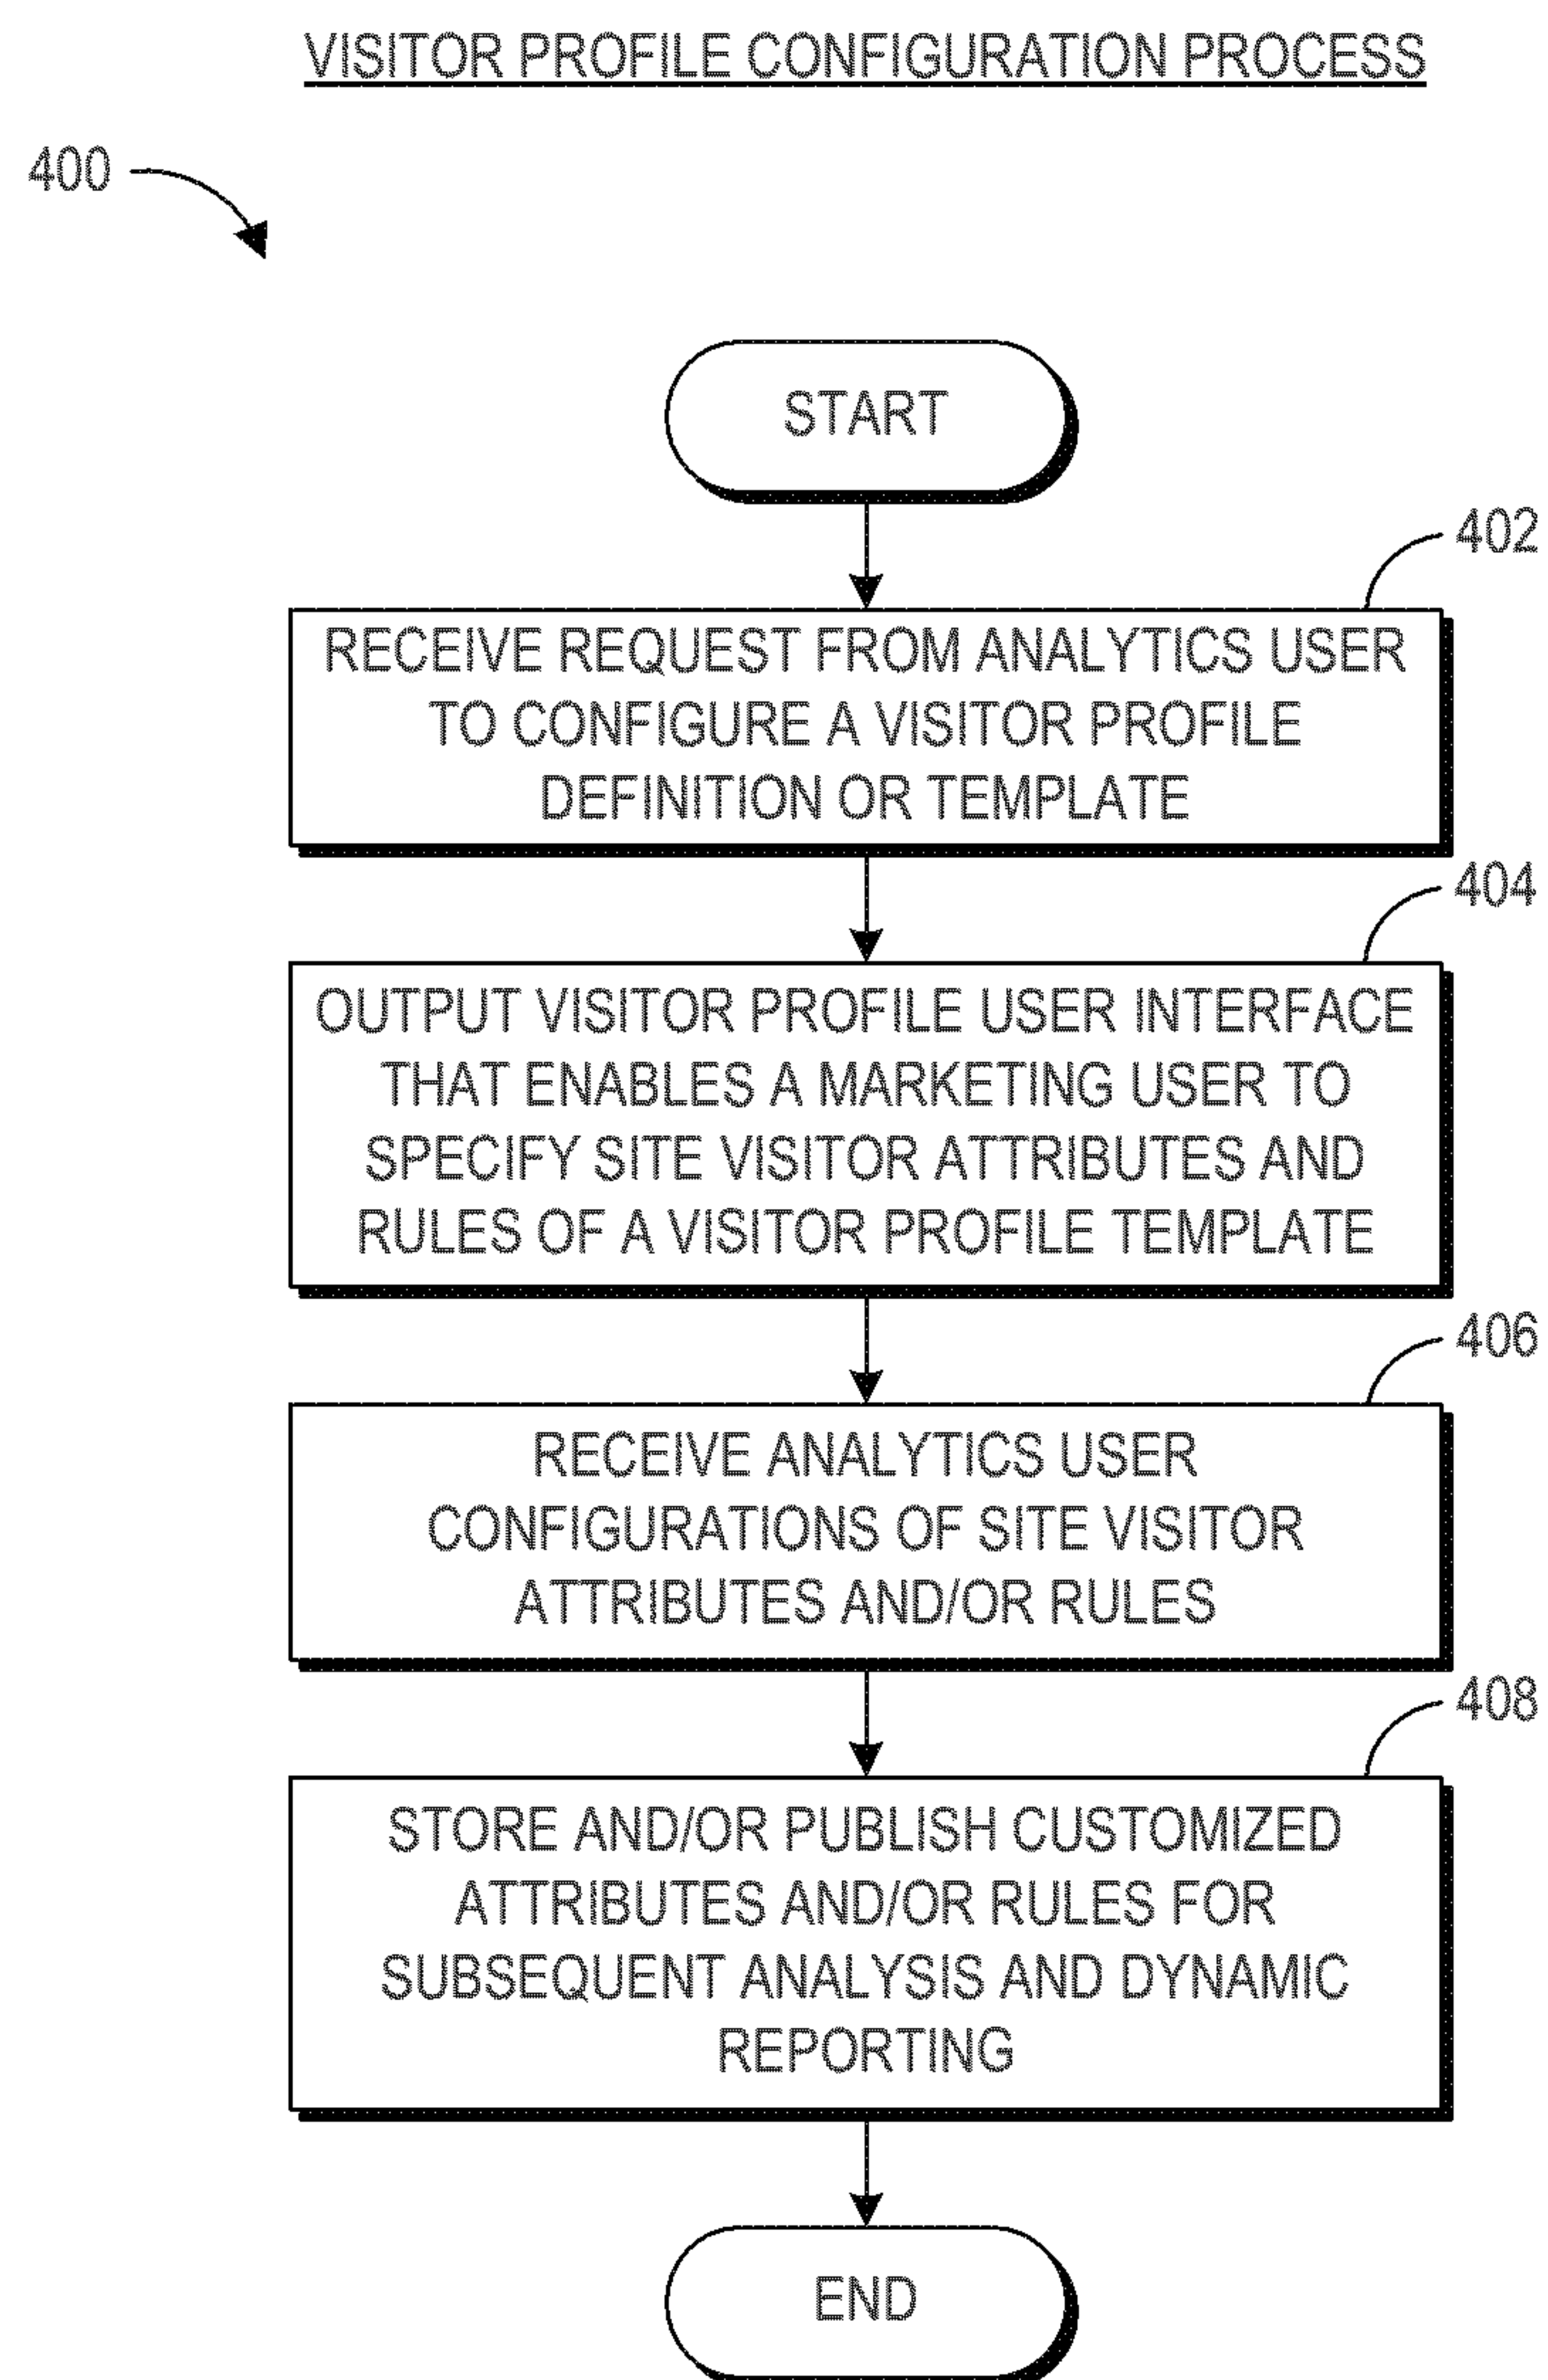 VISITOR PROFILE CONFIGURATION PROCESS
400
START
402
RECEIVE REQUEST FROM ANALYTICS USER
TO CONFIGURE A VISITOR PROFILE
DEFINITION OR TEMPLATE
404
OUTPUT VISITOR PROFILE USER INTERFACE
THAT ENABLES A MARKETING USER TO
SPECIFY SITE VISITOR ATTRIBUTES AND
RULES OF A VISITOR PROFILE TEMPLATE
406
RECEIVE ANALYTICS USER
CONFIGURATIONS OF SITE VISITOR
ATTRIBUTES AND/OR RULES
408
STORE AND/OR PUBLISH CUSTOMIZED
ATTRIBUTES AND/OR RULES FOR
SUBSEQUENT ANALYSIS AND DYNAMIC
REPORTING
END